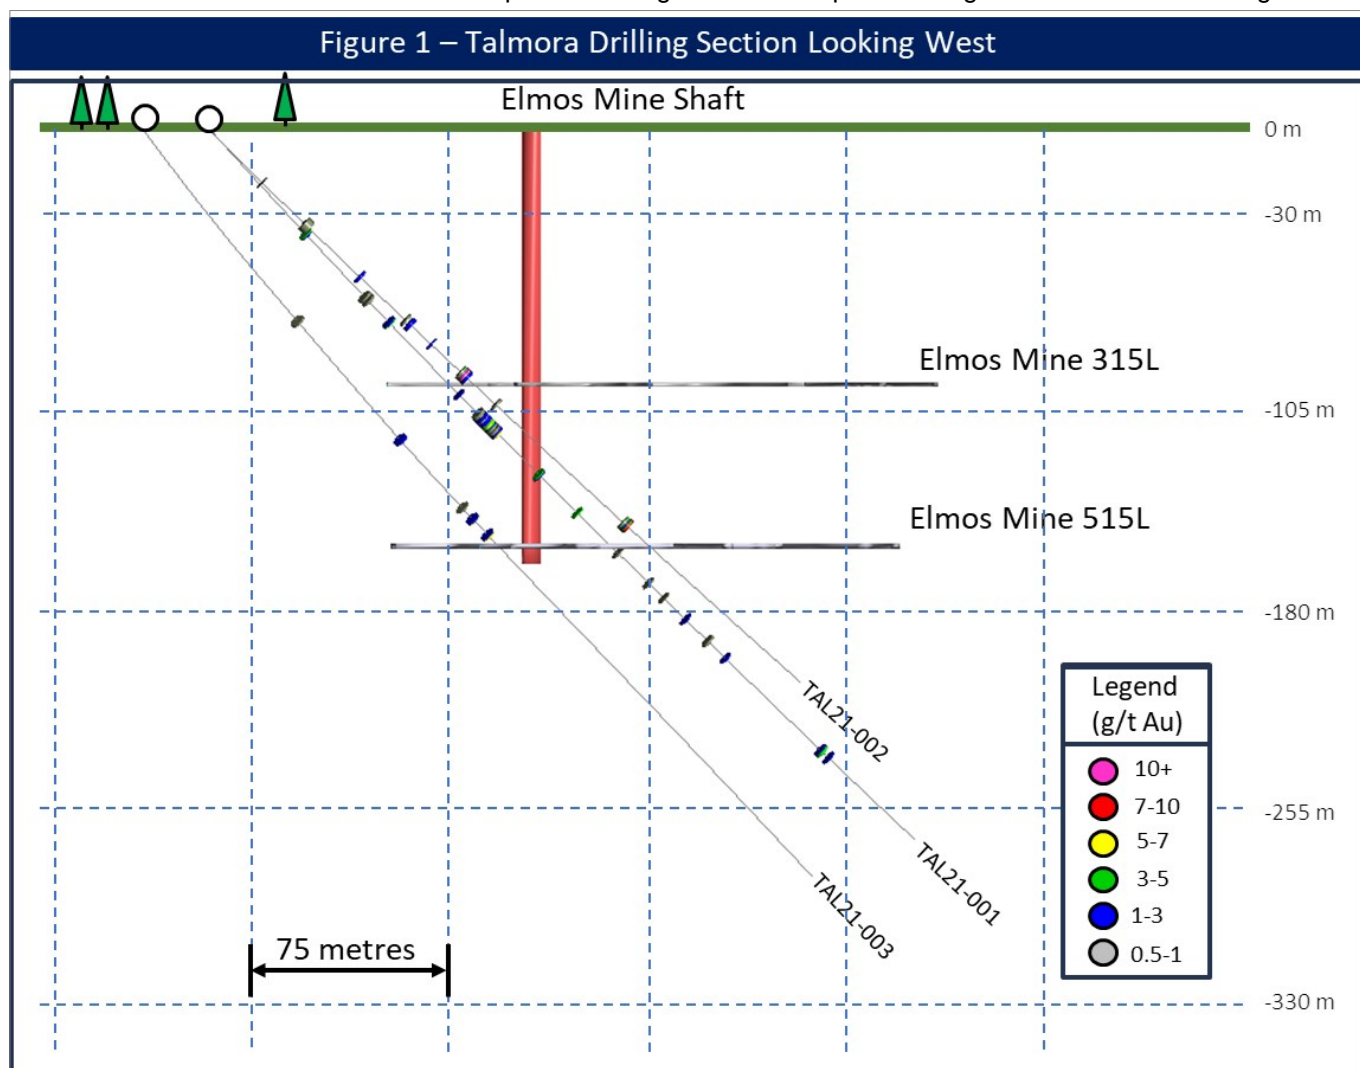 Figure 1 – Talmora Drilling Section Looking West
Elmos Mine Shaft
0 m
-30 m
Elmos Mine 315L
-105 m
Elmos Mine 515L
-180 m
TAL21-002
Legend
(g/t Au)
10+
7-10
5-7
3-5
1-3
0.5-1
-255 m
TAL21-001
TAL21-003
75 metres
-330 m